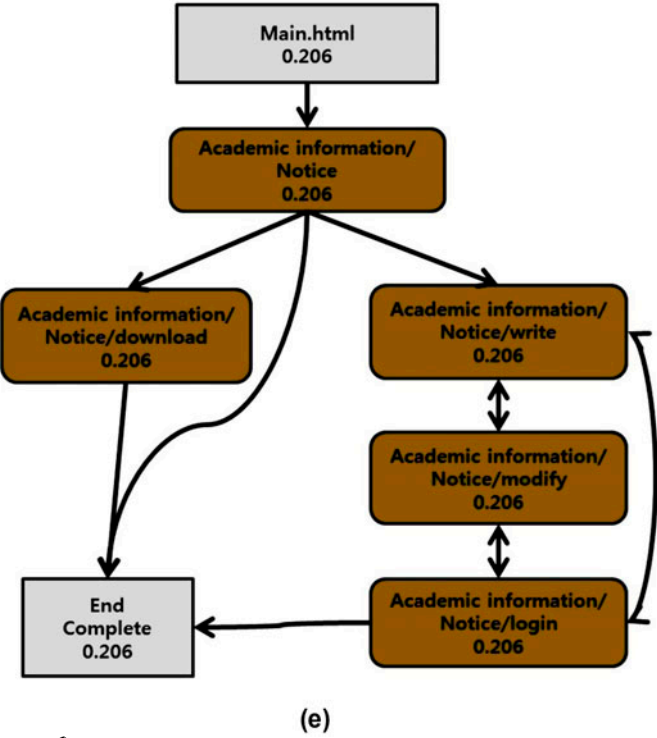 Main.html
0.206
Academic information/
Notice
0.206
Academic information/
Notice/download
0.206
Academic information/
Notice/write
0.206
Academic information/
Notice/modify
0.206
End
Complete
0.206
Academic information/
Notice/login
0.206
(e)